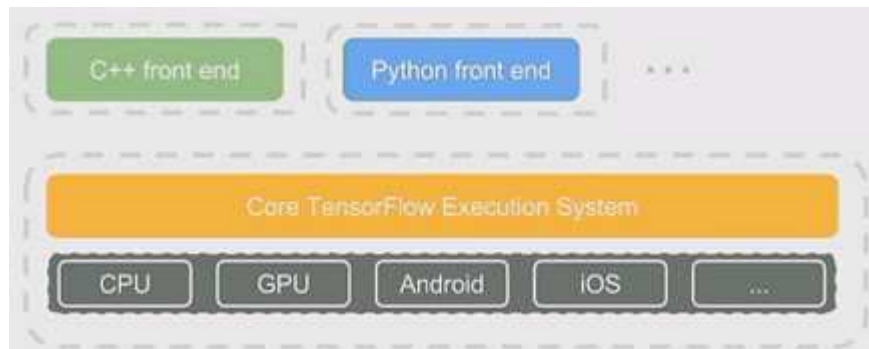 C++ front end
Python front end
...
Core TensorFlow Execution System
CPU
GPU
Android
iOS
...